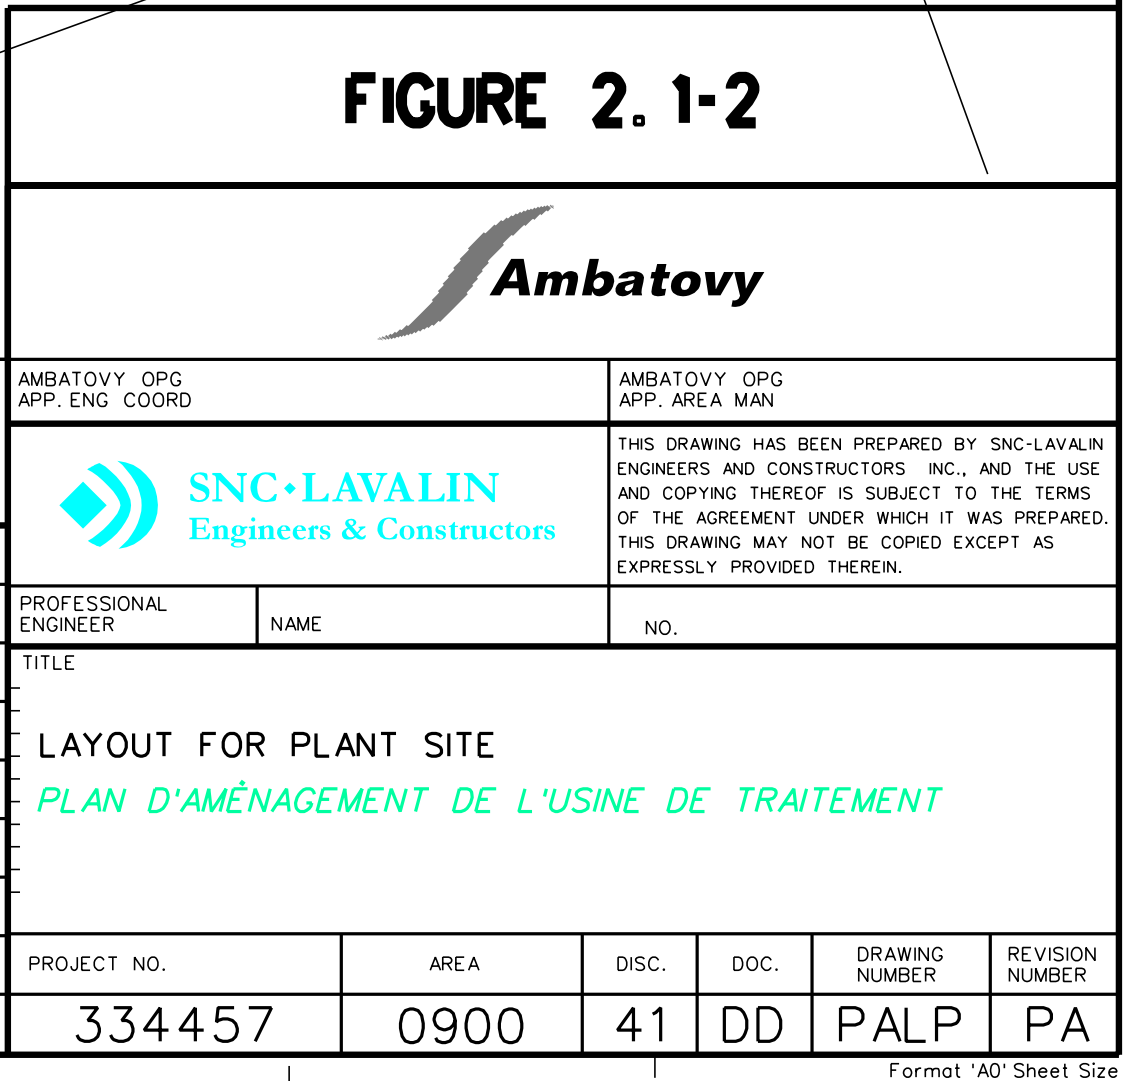 FIGURE 2.1-2
Ambatovy
AMBATOVY OPG
APP. ENG COORD
AMBATOVY OPG
APP. AREA MAN
SNC·LAVALIN
Engineers & Constructors
THIS DRAWING HAS BEEN PREPARED BY SNC-LAVALIN
ENGINEERS AND CONSTRUCTORS INC., AND THE USE
AND COPYING THEREOF IS SUBJECT TO THE TERMS
OF THE AGREEMENT UNDER WHICH IT WAS PREPARED.
THIS DRAWING MAY NOT BE COPIED EXCEPT AS
EXPRESSLY PROVIDED THEREIN.
PROFESSIONAL
ENGINEER
NAME
NO.
TITLE
LAYOUT FOR PLANT SITE
PLAN D'AMÉNAGEMENT DE L'USINE DE TRAITEMENT
PROJECT NO.
AREA
DISC.
DOC.
DRAWING
NUMBER
REVISION
NUMBER
334457
0900
41
DD
PALP
PA
Format 'A0' Sheet Size